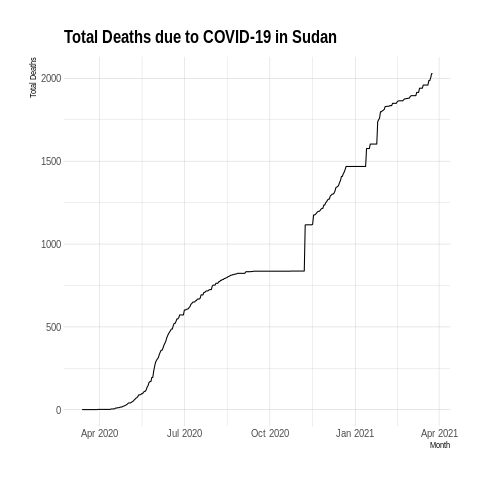 Total Deaths due to COVID-19 in Sudan
Total Deaths
2000
1500
1000
500
0
Apr 2020 Jul 2020 Oct 2020 Jan 2021 Apr 2021
Month